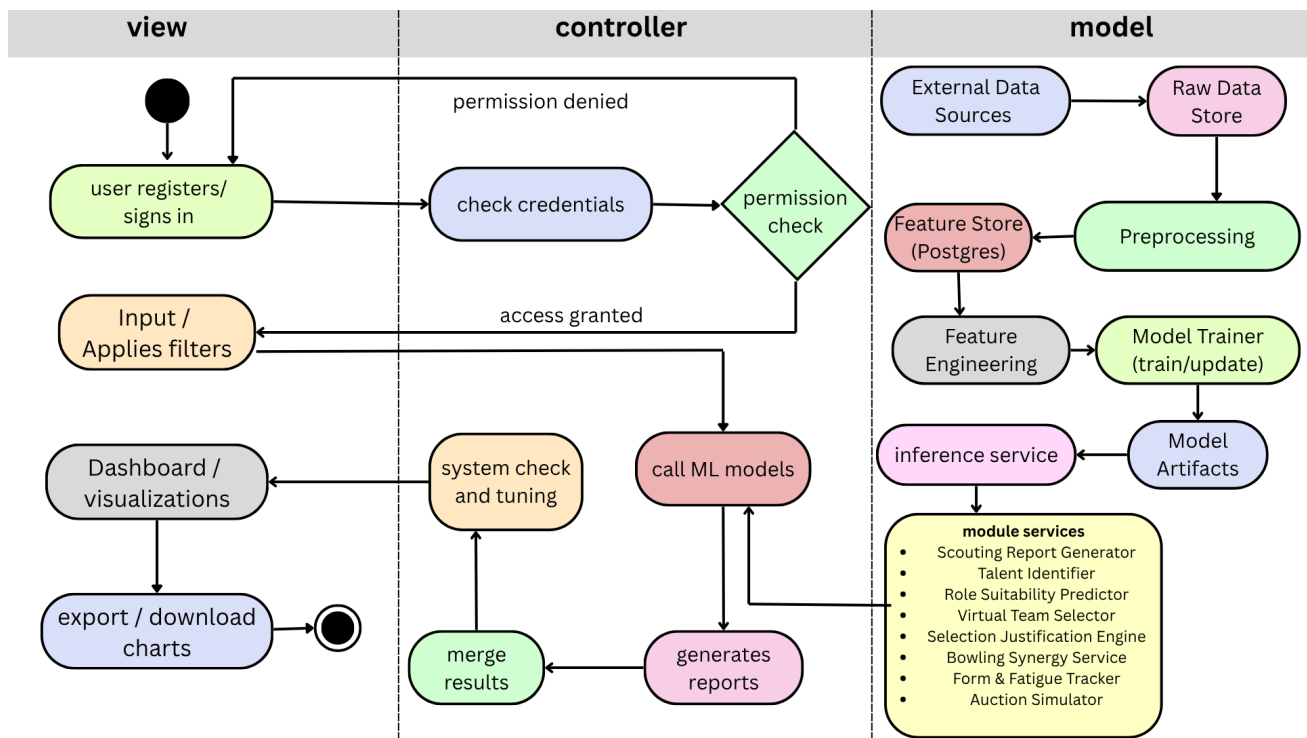 view
controller
model
permission denied
user registers/
signs in
check credentials
permission
check
access granted
Input /
Applies filters
Dashboard /
visualizations
system check
and tuning
call ML models
export / download
charts
merge
results
generates
reports
External Data
Sources
Raw Data
Store
Feature Store
(Postgres)
Preprocessing
Feature
Engineering
Model Trainer
(train/update)
inference service
Model
Artifacts
module services
• Scouting Report Generator
• Talent Identifier
• Role Suitability Predictor
• Virtual Team Selector
• Selection Justification Engine
• Bowling Synergy Service
• Form & Fatigue Tracker
• Auction Simulator